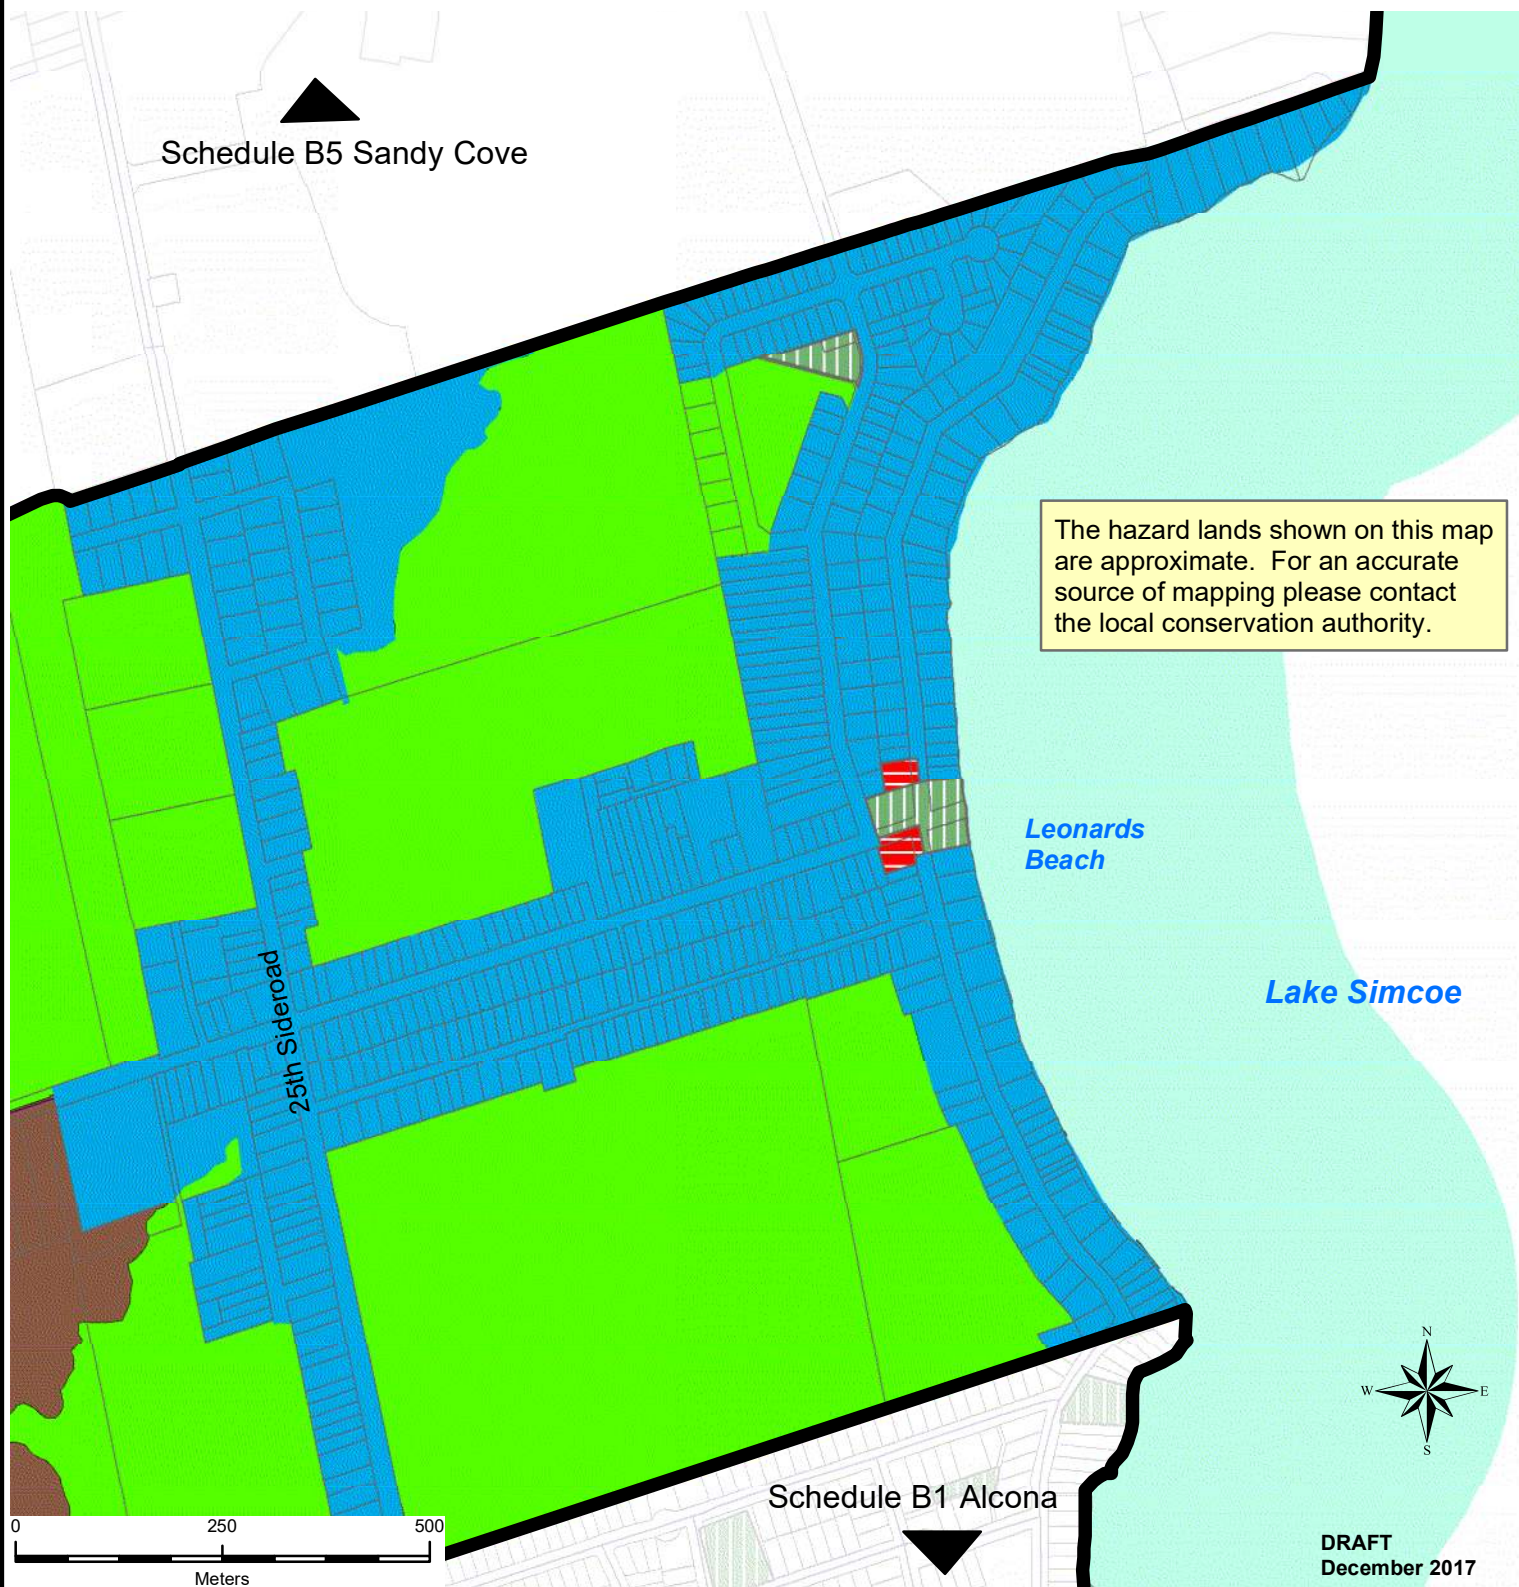 Schedule B5 Sandy Cove
The hazard lands shown on this map
are approximate.  For an accurate
source of mapping please contact
the local conservation authority.
Leonards
Beach
Lake Simcoe
25th Sideroad
N
W E
S
Schedule B1 Alcona
0 250 500
Meters
DRAFT
December 2017